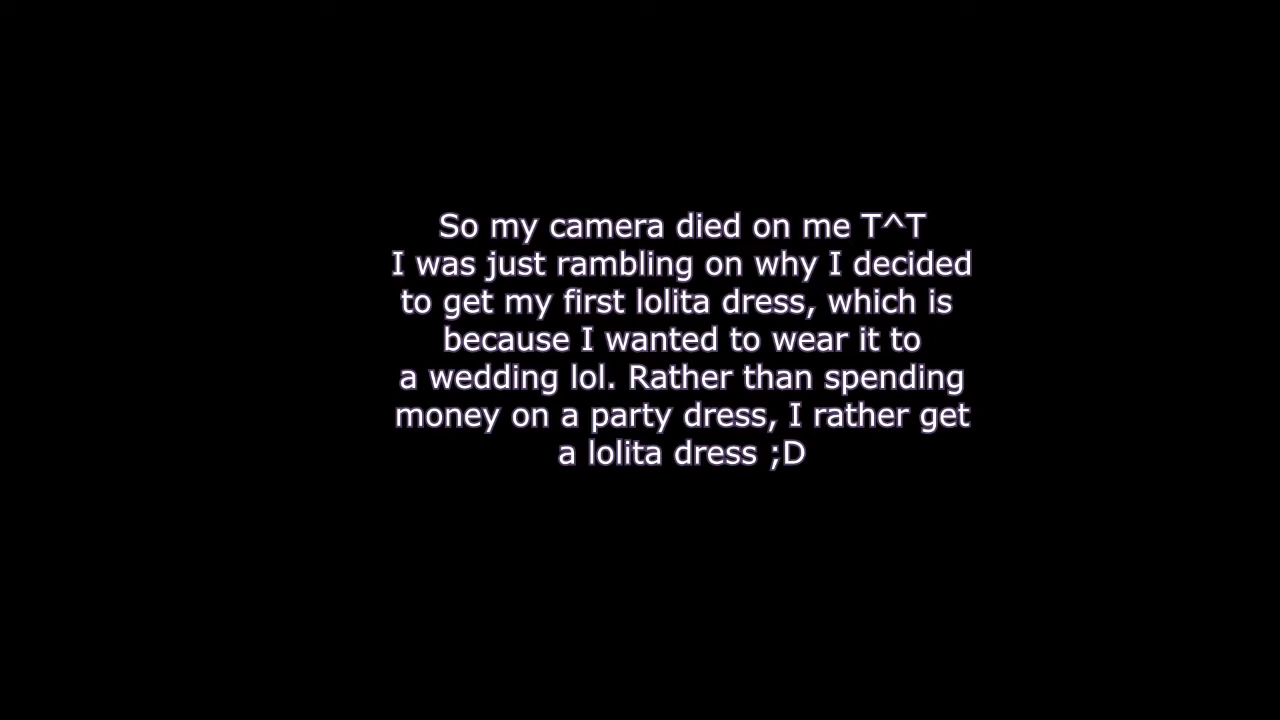 So my camera died on me T^T
I was just rambling on why I decided
to get my first lolita dress, which is
because I wanted to wear it to
a wedding lol. Rather than spending
money on a party dress, I rather get
a lolita dress ;D